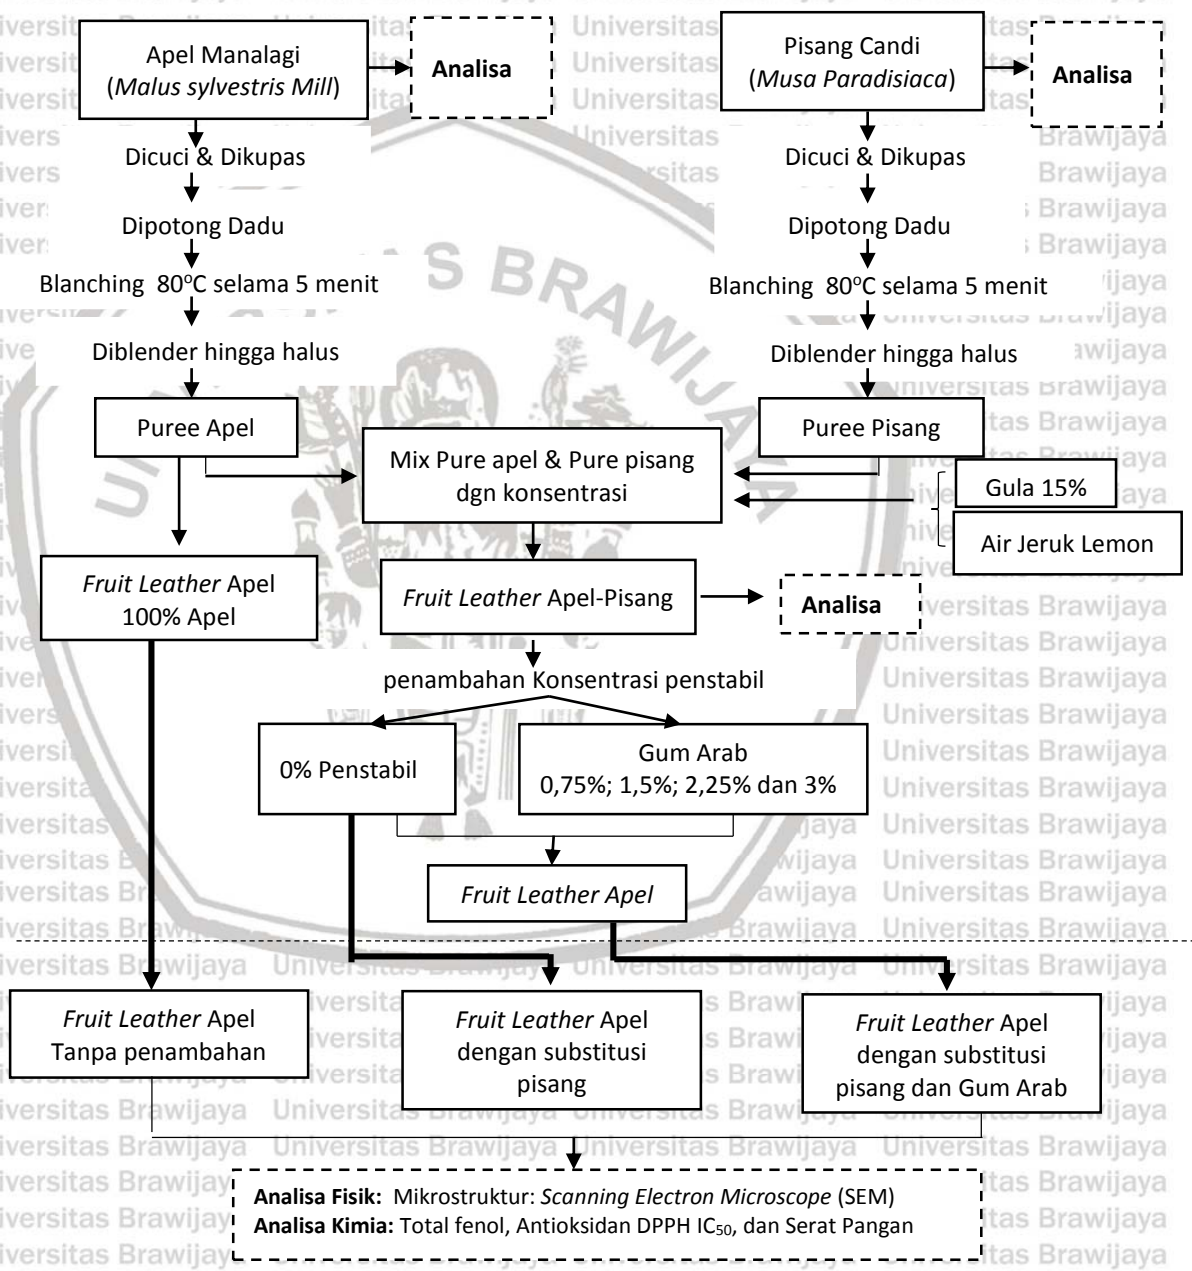 Apel Manalagi
(Malus sylvestris Mill)
Analisa
Dicuci & Dikupas
Dipotong Dadu
Blanching 80°C selama 5 menit
Diblender hingga halus
Puree Apel
Pisang Candi
(Musa Paradisiaca)
Analisa
Dicuci & Dikupas
Dipotong Dadu
Blanching 80°C selama 5 menit
Diblender hingga halus
Puree Pisang
Mix Pure apel & Pure pisang
dgn konsentrasi
Gula 15%
Air Jeruk Lemon
Fruit Leather Apel
100% Apel
Fruit Leather Apel-Pisang
Analisa
penambahan Konsentrasi penstabil
0% Penstabil
Gum Arab
0,75%; 1,5%; 2,25% dan 3%
Fruit Leather Apel
Fruit Leather Apel
Tanpa penambahan
Fruit Leather Apel
dengan substitusi
pisang
Fruit Leather Apel
dengan substitusi
pisang dan Gum Arab
Analisa Fisik: Mikrostruktur: Scanning Electron Microscope (SEM)
Analisa Kimia: Total fenol, Antioksidan DPPH IC50, dan Serat Pangan